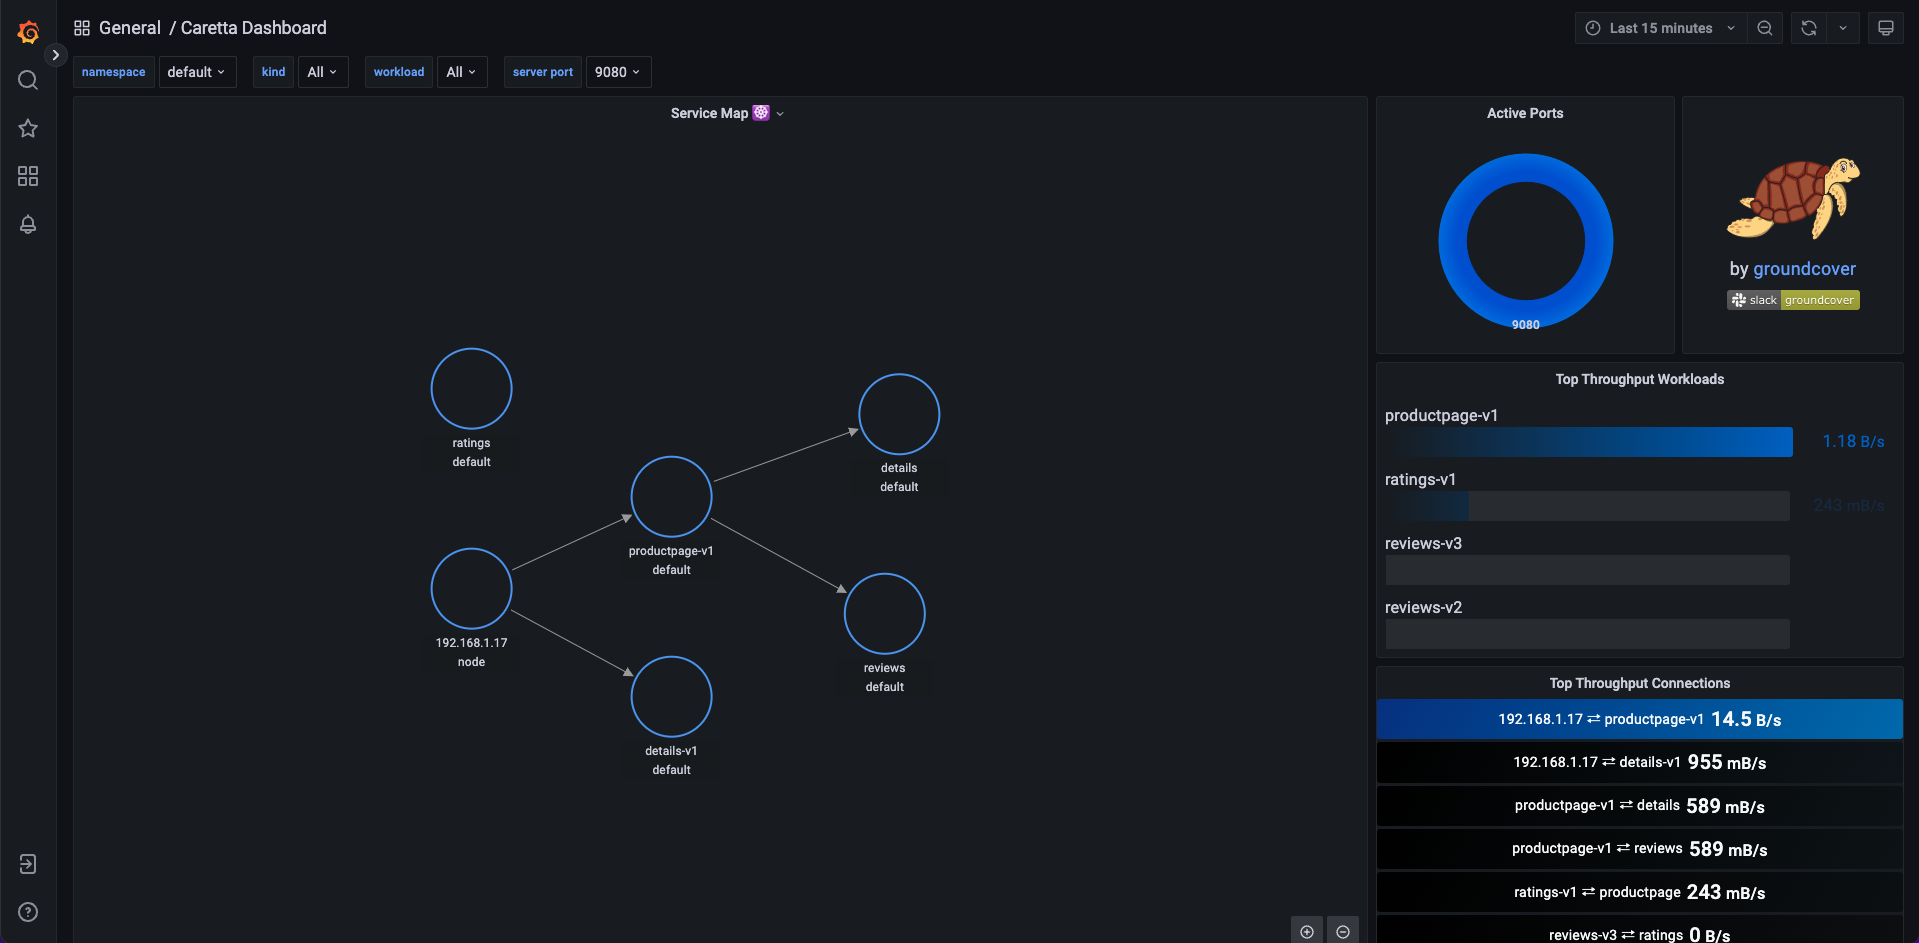 General / Caretta Dashboard
Last 15 minutes
namespace default kind All workload All server port 9080
Service Map
ratings
default
details
default
productpage-v1
default
192.168.1.17
node
reviews
default
details-v1
default
Active Ports
9080
by groundcover
slack groundcover
Top Throughput Workloads
productpage-v1
1.18 B/s
ratings-v1
243 mB/s
reviews-v3
reviews-v2
Top Throughput Connections
192.168.1.17 ⇄ productpage-v1 14.5 B/s
192.168.1.17 ⇄ details-v1 955 mB/s
productpage-v1 ⇄ details 589 mB/s
productpage-v1 ⇄ reviews 589 mB/s
ratings-v1 ⇄ productpage 243 mB/s
reviews-v3 ⇄ ratings 0 B/s